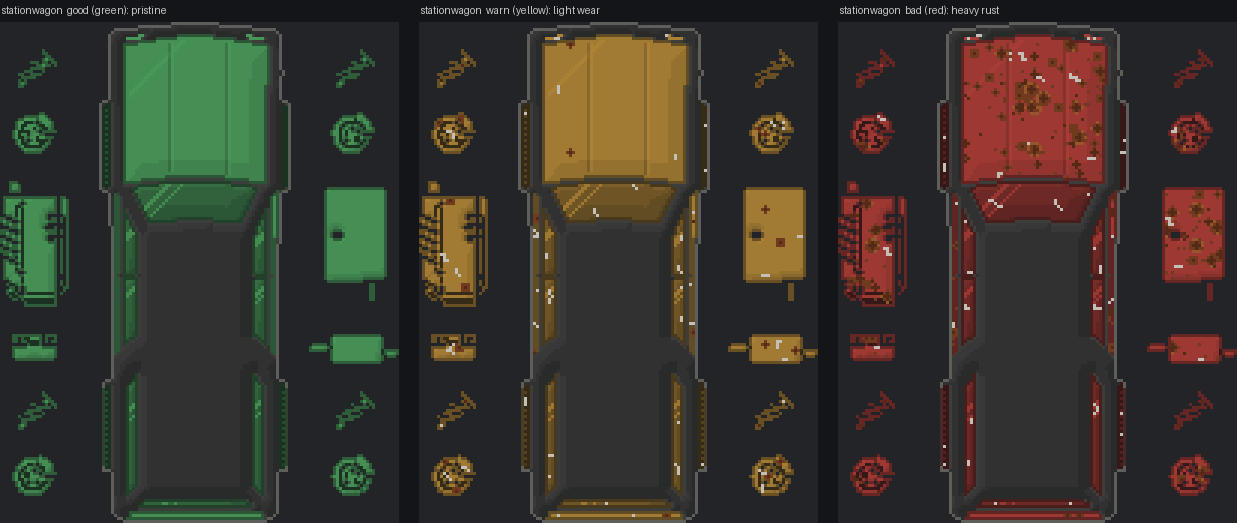 stationwagon good (green): pristine
stationwagon warn (yellow): light wear
stationwagon bad (red): heavy rust